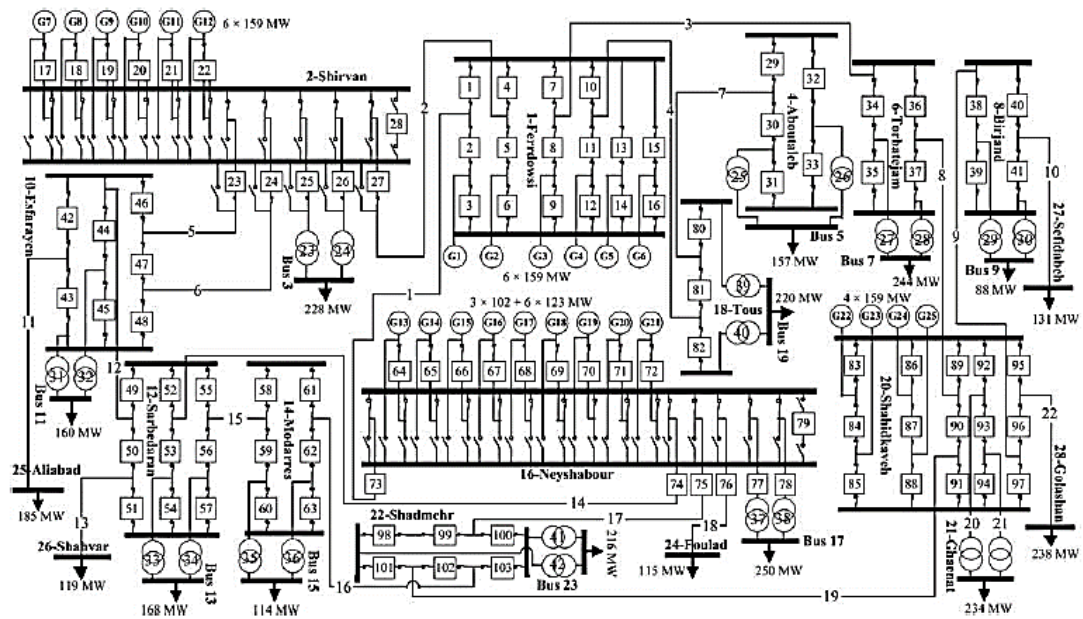 G7 G8 G9 G10 G11 G12 6 × 159 MW
17 18 19 20 21 22
2-Shirvan
28
23 24 25 26 27
23 24
Bus 3
228 MW
2
1
3
4
5
6
7
8
9
10
11
12
13
14
15
16
17
18
19
20
21
22
1 4 7 10
2 5 8 11 13 15
3 6 9 12 14 16
1-Ferrdowsi
G1 G2 G3 G4 G5 G6
6 × 159 MW
29 32
30
31 33
4-Aboutaleb
25 26
Bus 5
157 MW
34 36
35 37
6-Torbatejam
27 28
Bus 7
244 MW
38 40
39 41
8-Birjand
29 30
Bus 9
88 MW
27-Sefidabeh
131 MW
10-Esfarayen
42 44 46
43 45 47
48
31 32
Bus 11
160 MW
25-Aliabad
185 MW
26-Shahvar
119 MW
49 52 55
50 53 56
51 54 57
12-Sarbedaran
33 34
Bus 13
168 MW
58 61
59 62
60 63
14-Modarres
35 36
Bus 15
114 MW
3 × 102 + 6 × 123 MW
G13 G14 G15 G16 G17 G18 G19 G20 G21
64 65 66 67 68 69 70 71 72
79
16-Neyshabour
73 74 75 76 77 78
37 38
Bus 17
250 MW
80
81
82
18-Tous
39
40
Bus 19
220 MW
22-Shadmehr
98 99 100
101 102 103
41
42
Bus 23
216 MW
24-Foulad
115 MW
4 × 159 MW
G22 G23 G24 G25
83 86 89 92 95
84 87 90 93 96
85 88 91 94 97
20-Shahidkaveh
21-Ghaenat
234 MW
28-Golashan
238 MW